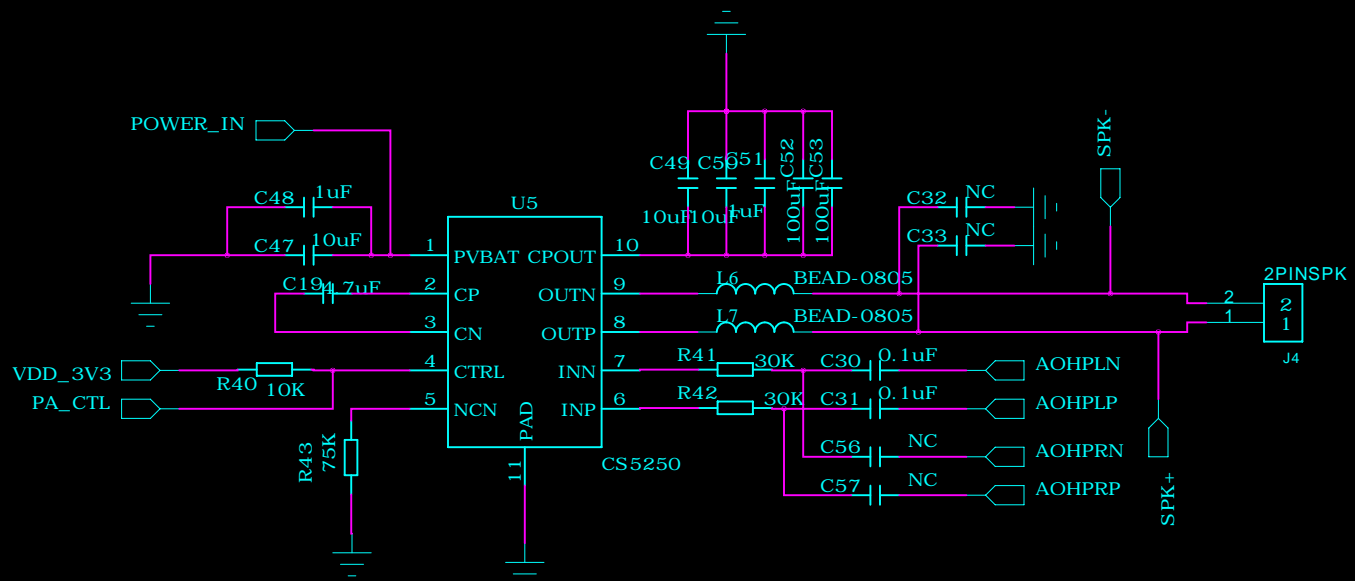 POWER_IN
C48
1uF
C47
10uF
C19
4.7uF
VDD_3V3
PA_CTL
R40
10K
R43
75K
U5
1
PVBAT
CPOUT
10
2
CP
OUTN
9
3
CN
OUTP
8
4
CTRL
INN
7
5
NCN
INP
6
PAD
11
CS5250
C49
C50
C51
C52
C53
10uF
10uF
1uF
100uF
100uF
C32
NC
C33
NC
SPK-
L6
BEAD-0805
L7
BEAD-0805
2PINSPK
2
2
1
1
J4
R41
30K
C30
0.1uF
AOHPLN
R42
30K
C31
0.1uF
AOHPLP
C56
NC
AOHPRN
C57
NC
AOHPRP
SPK+